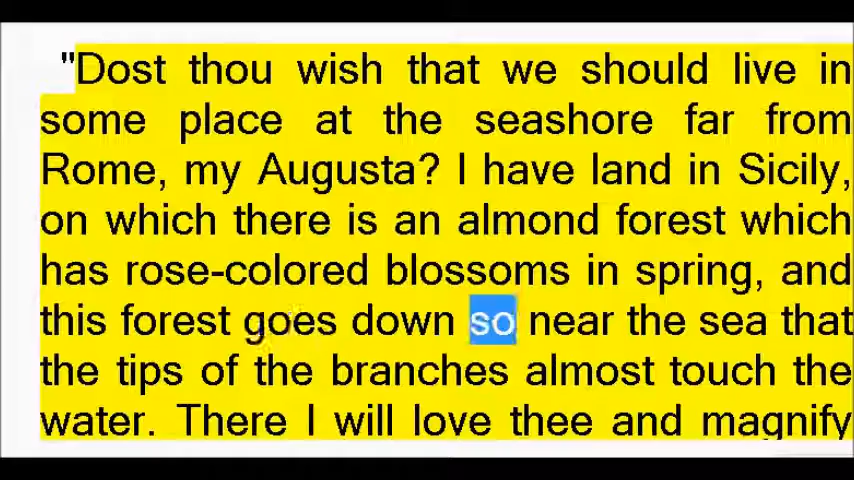 "Dost thou wish that we should live in
some place at the seashore far from
Rome, my Augusta? I have land in Sicily,
on which there is an almond forest which
has rose-colored blossoms in spring, and
this forest goes down so near the sea that
the tips of the branches almost touch the
water. There I will love thee and magnify